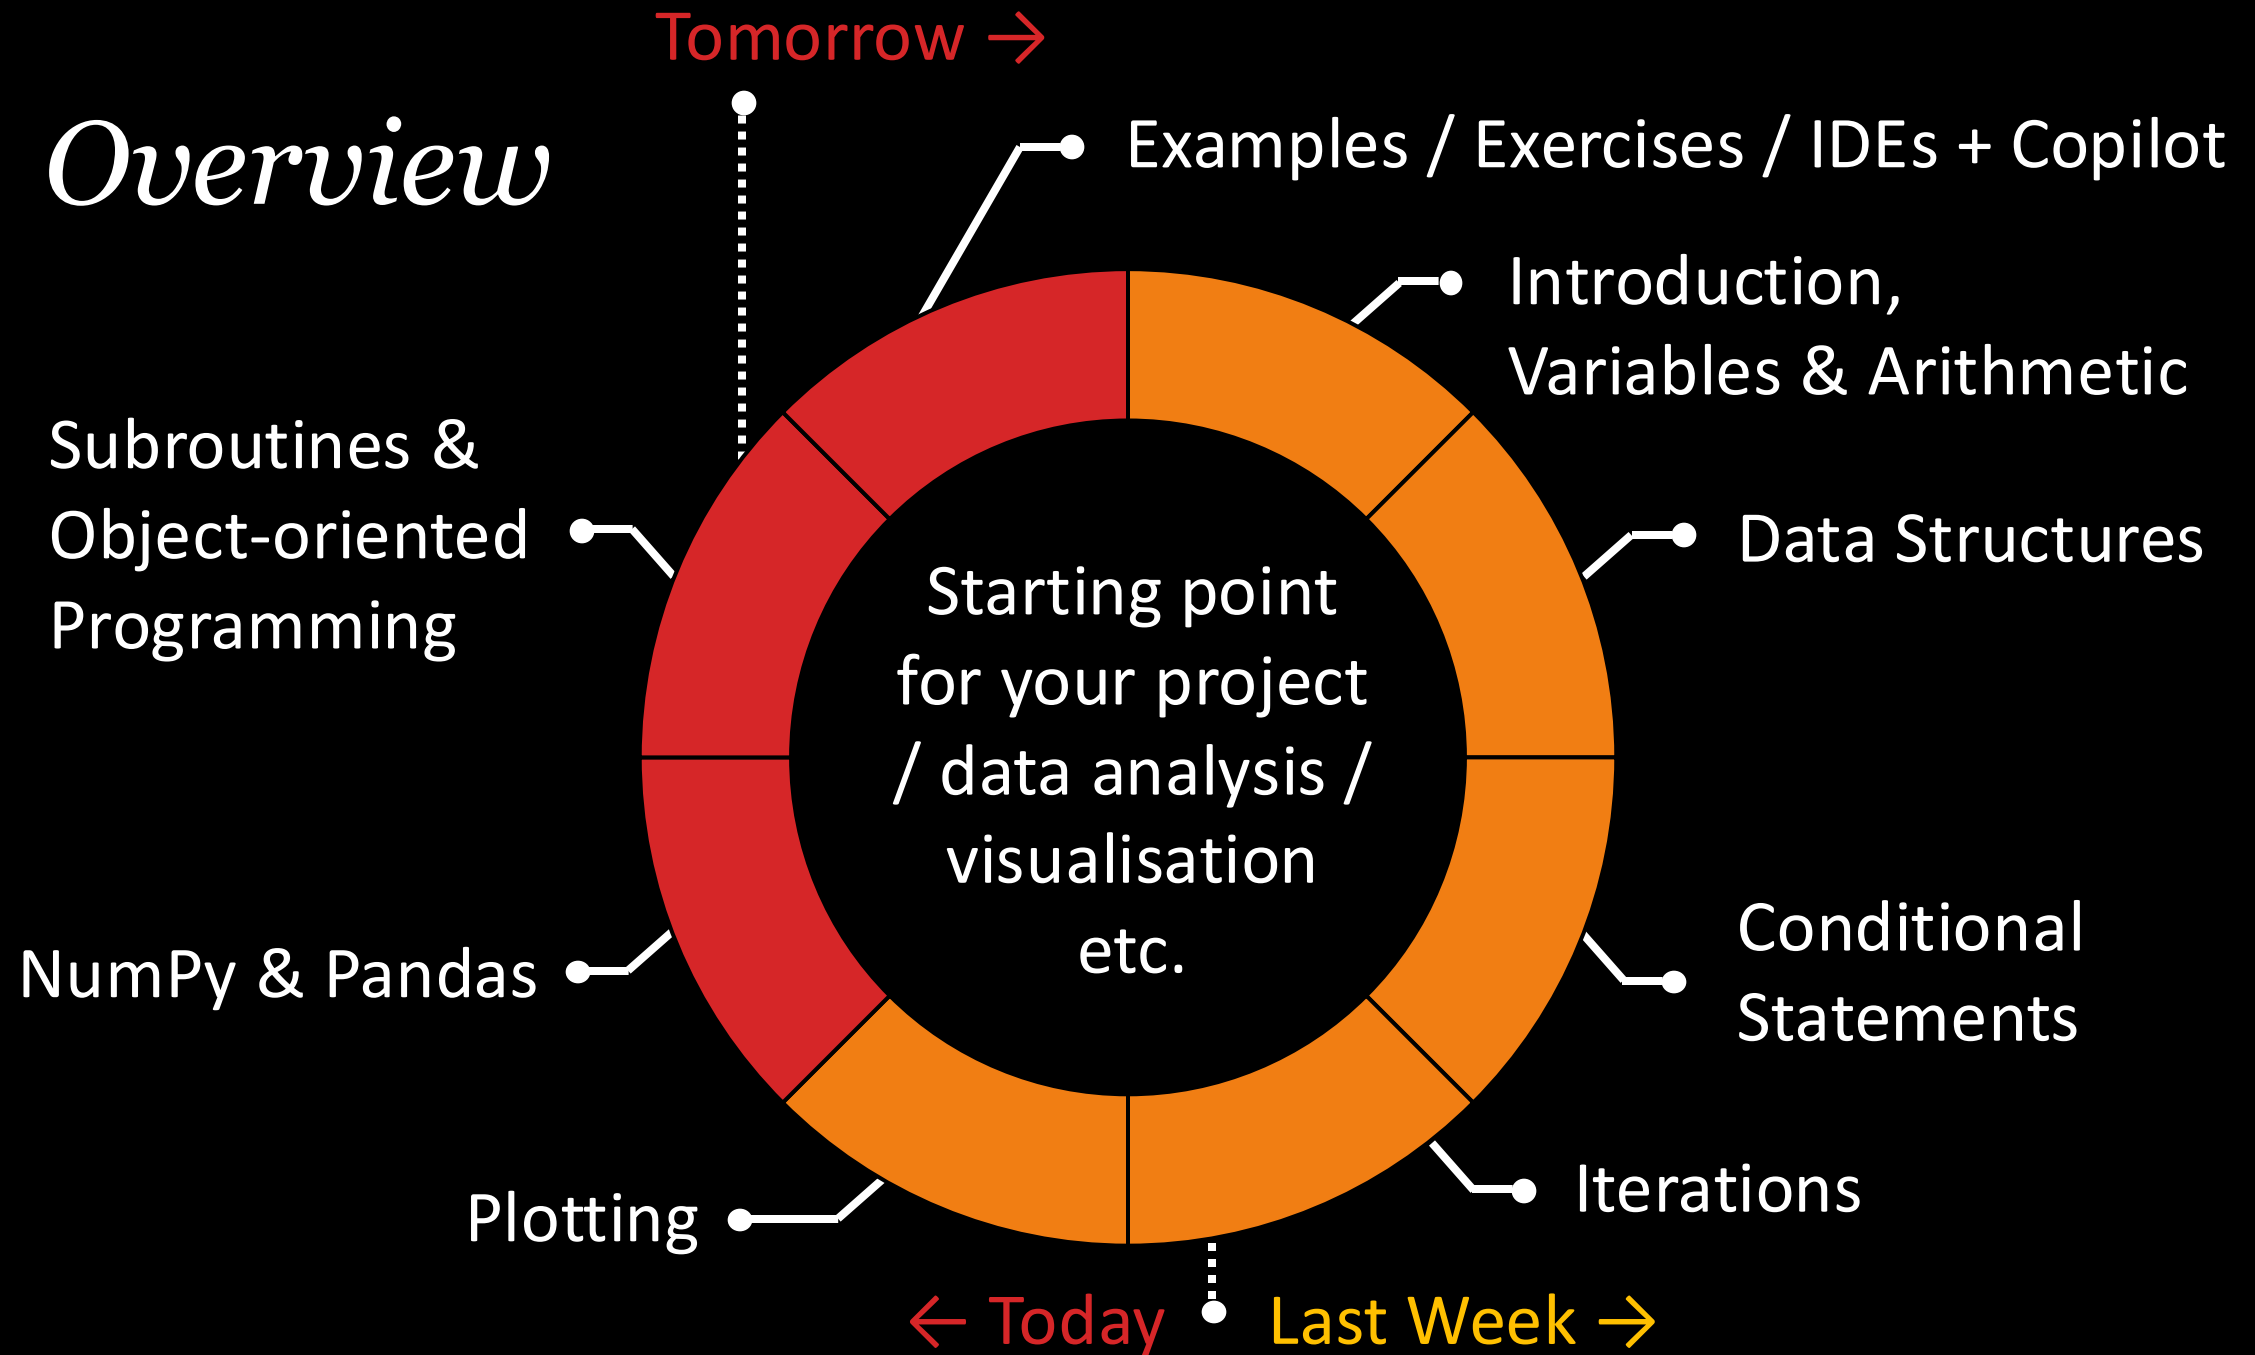 Tomorrow →
Overview
Examples / Exercises / IDEs + Copilot
Introduction,
Variables & Arithmetic
Data Structures
Conditional
Statements
Iterations
Last Week →
← Today
Plotting
NumPy & Pandas
Subroutines &
Object-oriented
Programming
Starting point
for your project
/ data analysis /
visualisation
etc.